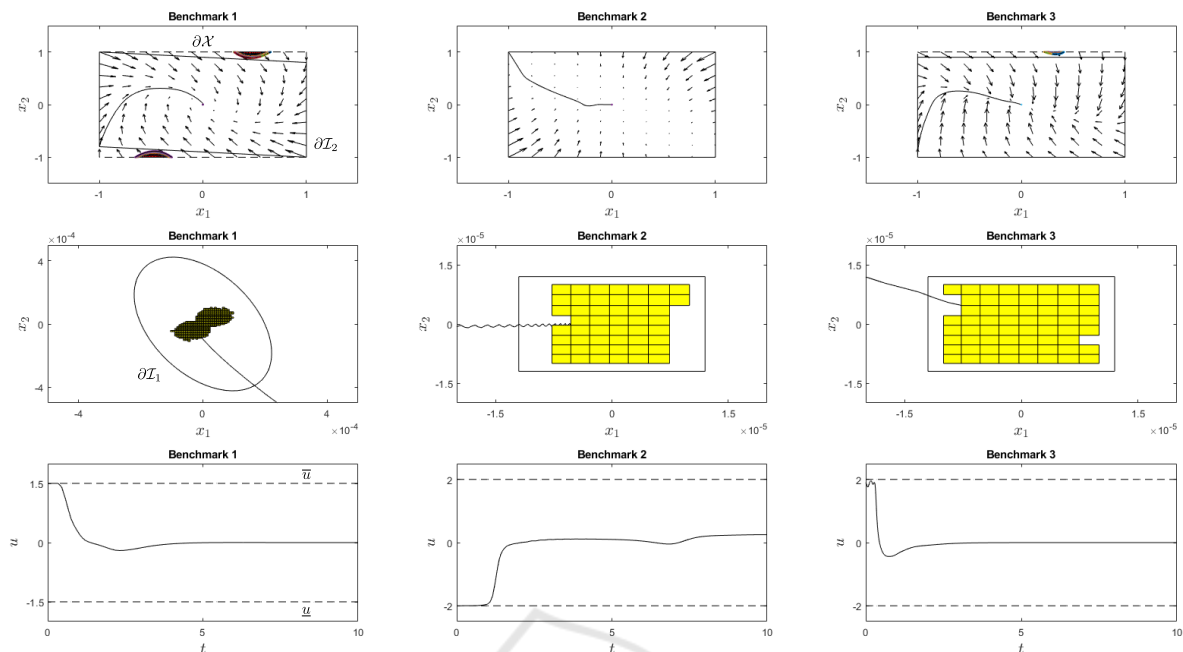 Benchmark 1
∂𝒳
1
0
-1
x₂
∂ℐ₂
-1
0
1
x₁
Benchmark 2
1
0
-1
x₂
-1
0
1
x₁
Benchmark 3
1
0
-1
x₂
-1
0
1
x₁
Benchmark 1
×10⁻⁴
4
0
-4
x₂
∂ℐ₁
-4
0
4
×10⁻⁴
x₁
Benchmark 2
×10⁻⁵
1.5
0
-1.5
x₂
-1.5
0
1.5
×10⁻⁵
x₁
Benchmark 3
×10⁻⁵
1.5
0
-1.5
x₂
-1.5
0
1.5
×10⁻⁵
x₁
Benchmark 1
u̅
1.5
0
-1.5
u
u̲
0
5
10
t
Benchmark 2
2
0
-2
u
0
5
10
t
Benchmark 3
2
0
-2
u
0
5
10
t